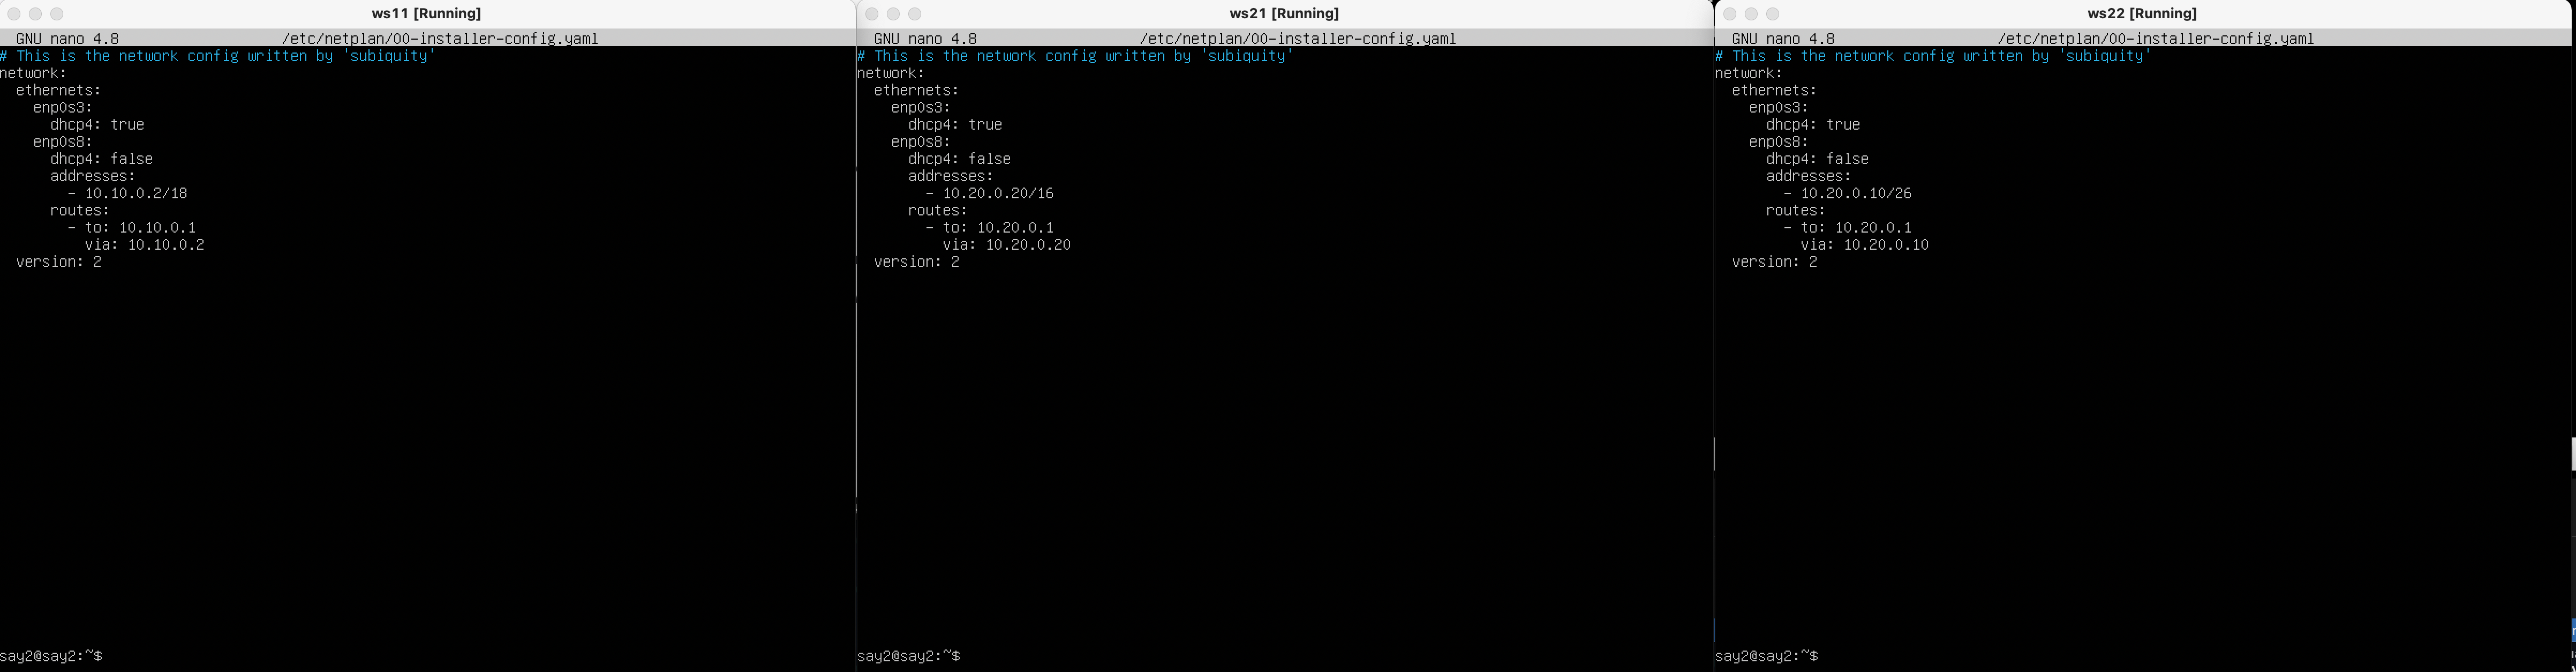 ws11 [Running]
GNU nano 4.8 /etc/netplan/00-installer-config.yaml
# This is the network config written by 'subiquity'
network:
  ethernets:
    enp0s3:
      dhcp4: true
    enp0s8:
      dhcp4: false
      addresses:
        - 10.10.0.2/18
      routes:
        - to: 10.10.0.1
          via: 10.10.0.2
  version: 2
say2@say2:~$
ws21 [Running]
GNU nano 4.8 /etc/netplan/00-installer-config.yaml
# This is the network config written by 'subiquity'
network:
  ethernets:
    enp0s3:
      dhcp4: true
    enp0s8:
      dhcp4: false
      addresses:
        - 10.20.0.20/16
      routes:
        - to: 10.20.0.1
          via: 10.20.0.20
  version: 2
say2@say2:~$
ws22 [Running]
GNU nano 4.8 /etc/netplan/00-installer-config.yaml
# This is the network config written by 'subiquity'
network:
  ethernets:
    enp0s3:
      dhcp4: true
    enp0s8:
      dhcp4: false
      addresses:
        - 10.20.0.10/26
      routes:
        - to: 10.20.0.1
          via: 10.20.0.10
  version: 2
say2@say2:~$